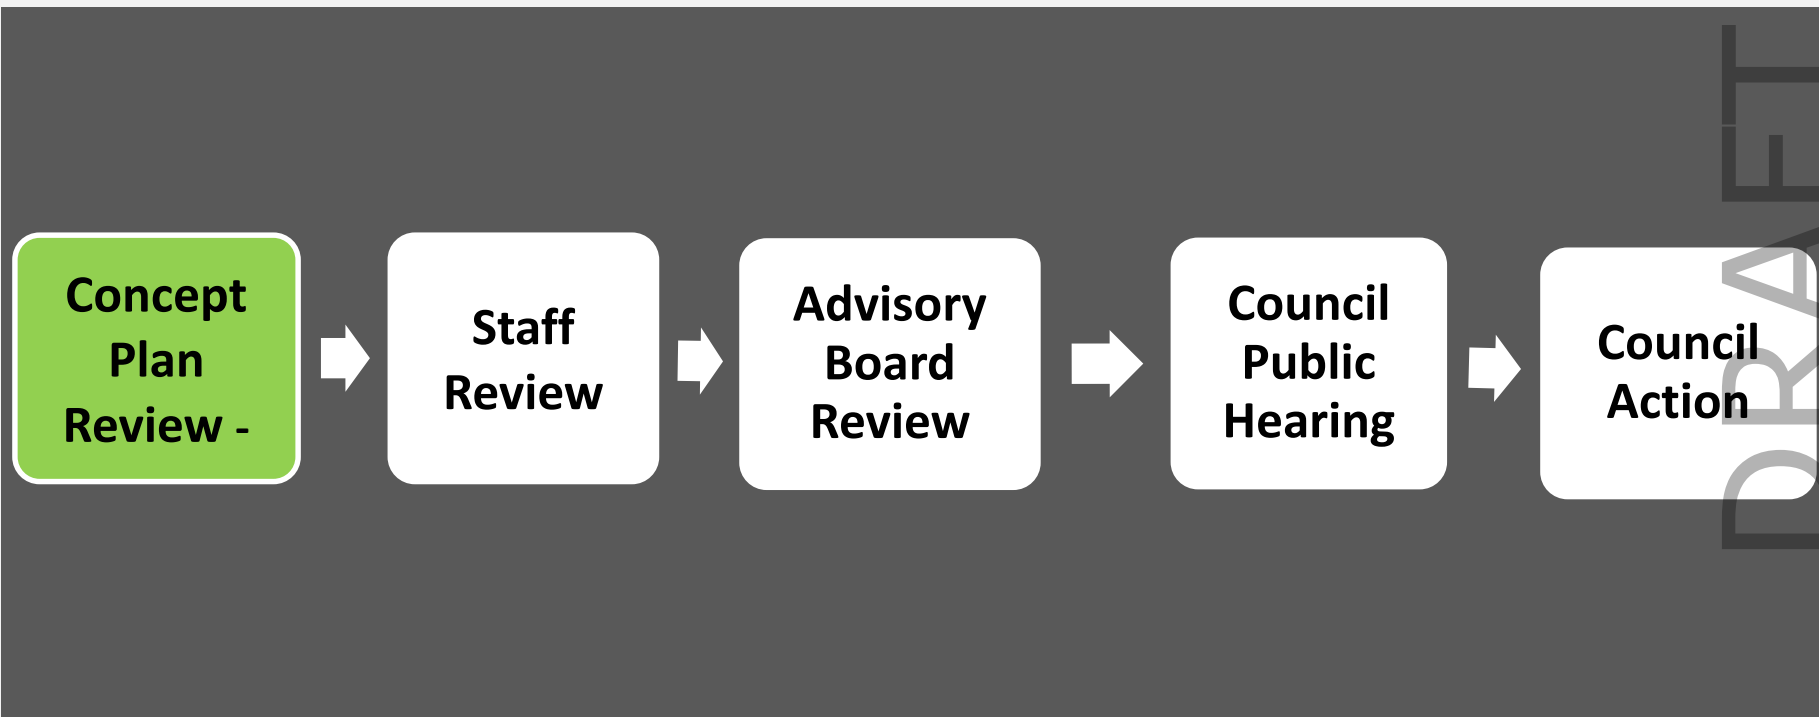 Concept
Plan
Review -
Staff
Review
Advisory
Board
Review
Council
Public
Hearing
Council
Action
DRAFT